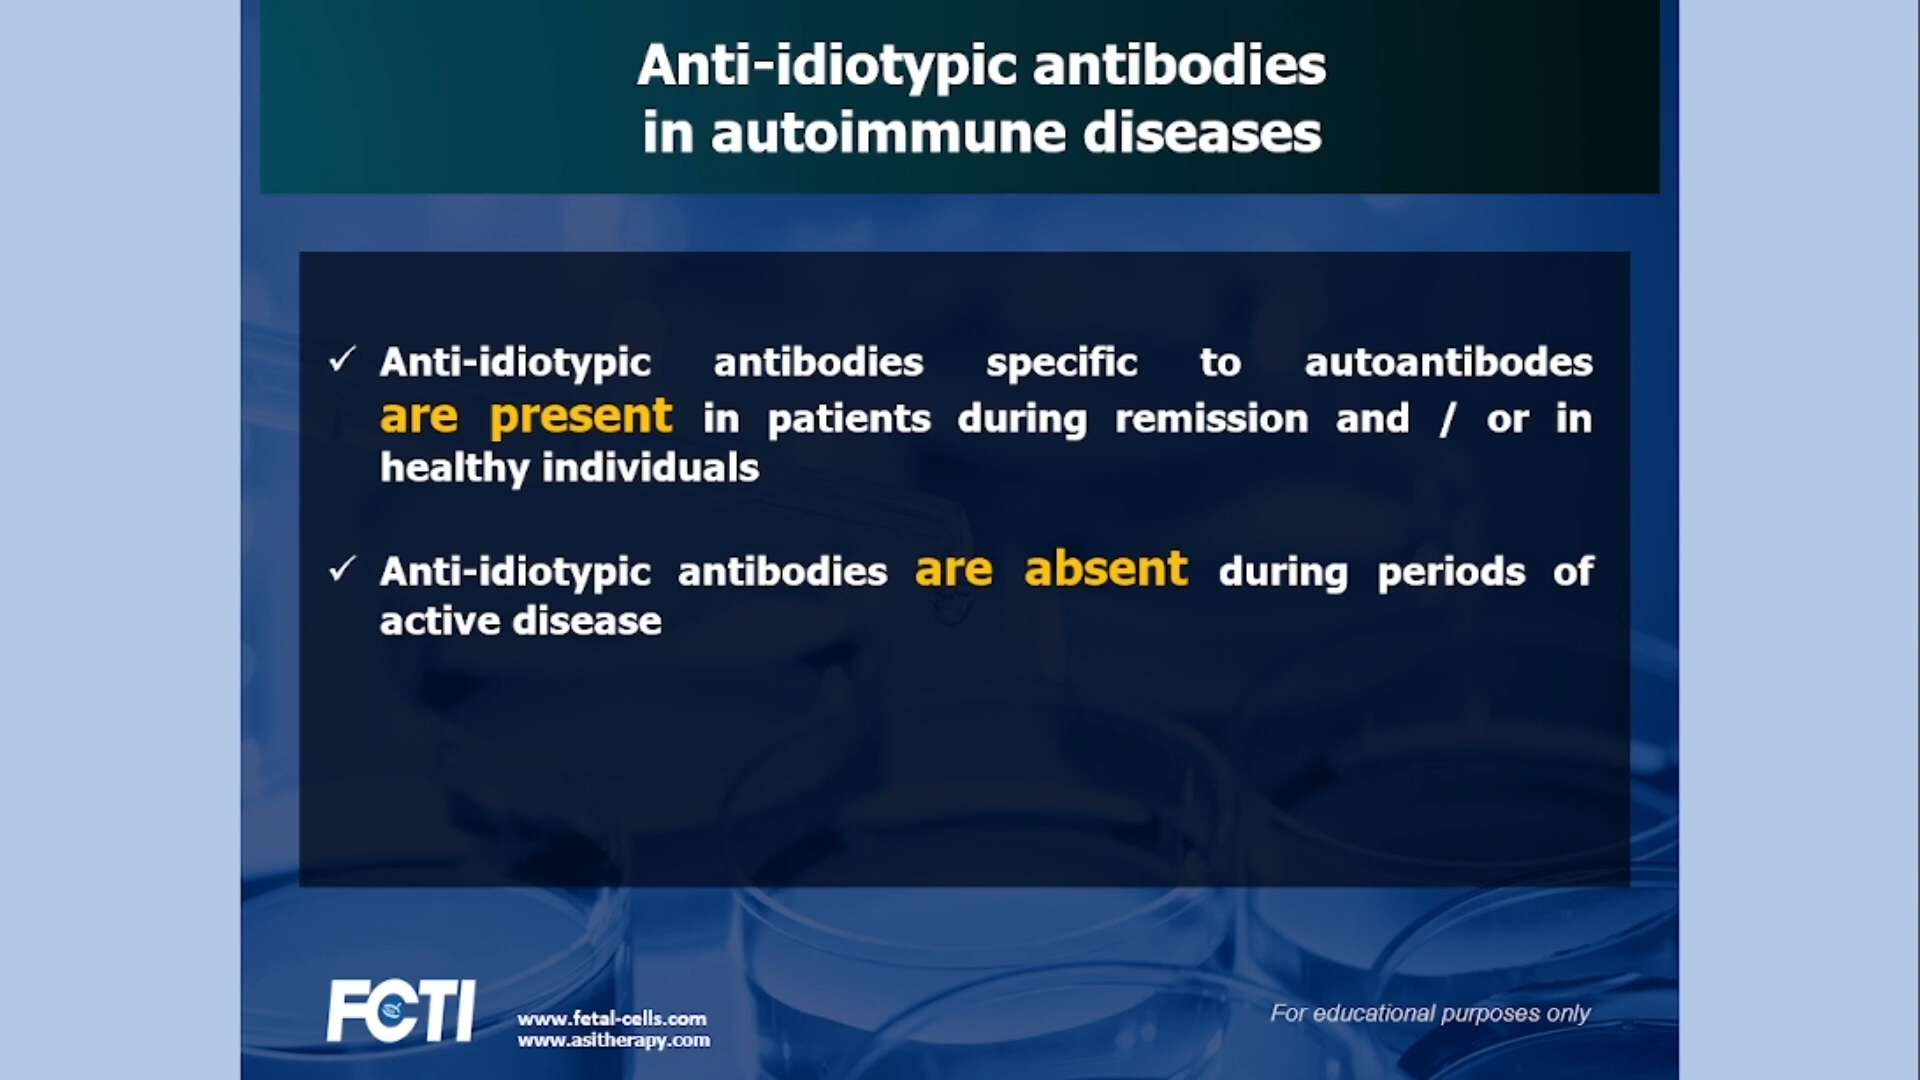 Anti-idiotypic antibodies
in autoimmune diseases
✓ Anti-idiotypic antibodies specific to autoantibodes
are present in patients during remission and / or in
healthy individuals
✓ Anti-idiotypic antibodies are absent during periods of
active disease
FCTI
www.fetal-cells.com
www.asitherapy.com
For educational purposes only